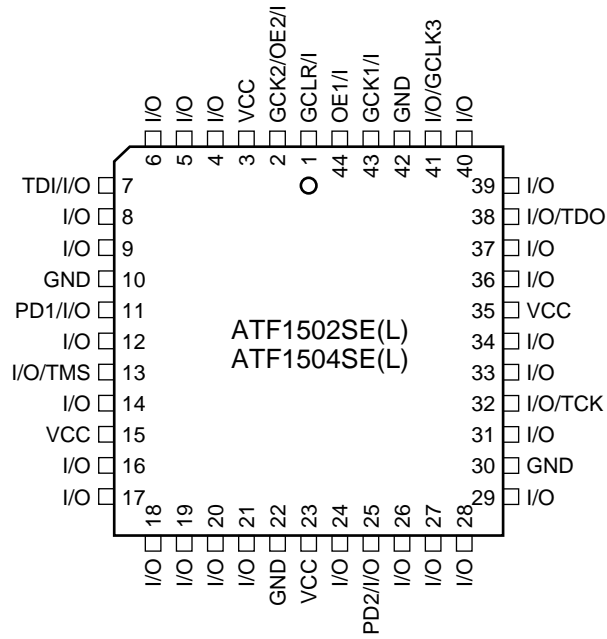 I/O
I/O
I/O
VCC
GCK2/OE2/I
GCLR/I
OE1/I
GCK1/I
GND
I/O/GCLK3
I/O
6
5
4
3
2
1
44
43
42
41
40
TDI/I/O 7
I/O 8
I/O 9
GND 10
PD1/I/O 11
I/O 12
I/O/TMS 13
I/O 14
VCC 15
I/O 16
I/O 17
ATF1502SE(L)
ATF1504SE(L)
39 I/O
38 I/O/TDO
37 I/O
36 I/O
35 VCC
34 I/O
33 I/O
32 I/O/TCK
31 I/O
30 GND
29 I/O
18
19
20
21
22
23
24
25
26
27
28
I/O
I/O
I/O
I/O
GND
VCC
I/O
PD2/I/O
I/O
I/O
I/O